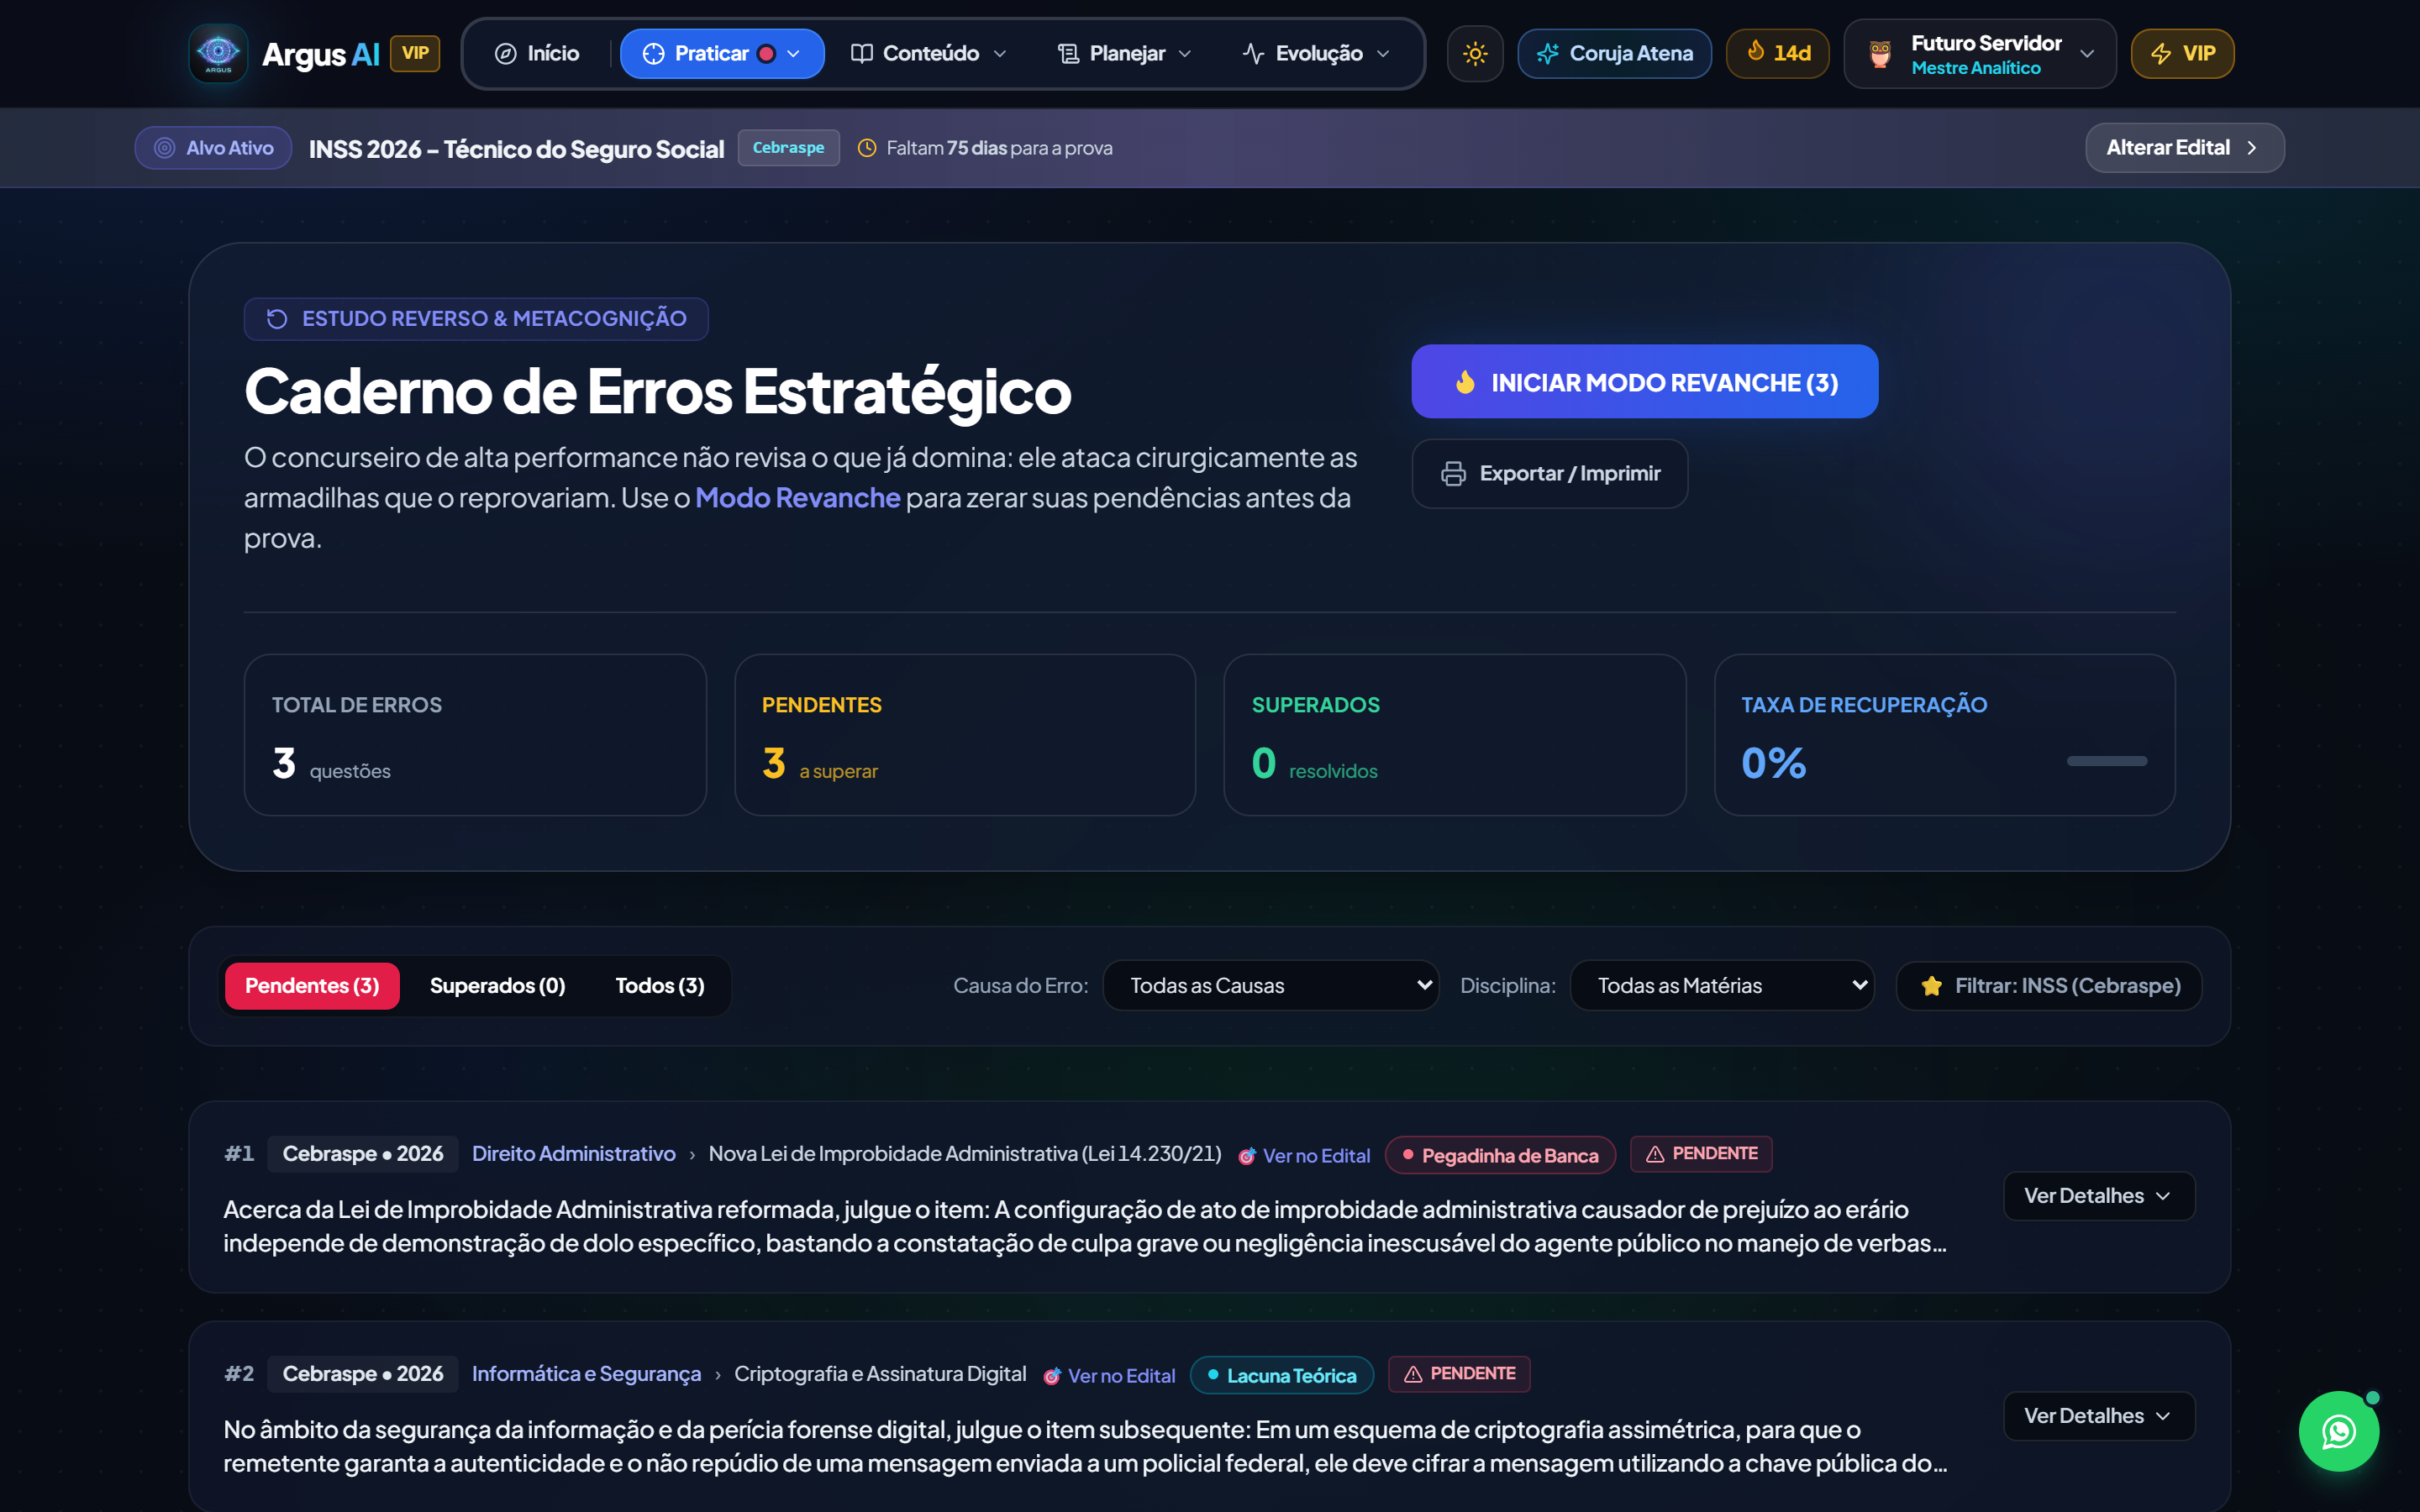 Argus AI VIP
Início
Praticar
Conteúdo
Planejar
Evolução
Coruja Atena
14d
Futuro Servidor
Mestre Analítico
VIP
ARGUS
Alvo Ativo
INSS 2026 – Técnico do Seguro Social
Cebraspe
Faltam 75 dias para a prova
Alterar Edital
ESTUDO REVERSO & METACOGNIÇÃO
Caderno de Erros Estratégico
O concurseiro de alta performance não revisa o que já domina: ele ataca cirurgicamente as
armadilhas que o reprovariam. Use o Modo Revanche para zerar suas pendências antes da
prova.
INICIAR MODO REVANCHE (3)
Exportar / Imprimir
TOTAL DE ERROS
3 questões
PENDENTES
3 a superar
SUPERADOS
0 resolvidos
TAXA DE RECUPERAÇÃO
0%
Pendentes (3)
Superados (0)
Todos (3)
Causa do Erro:
Todas as Causas
Disciplina:
Todas as Matérias
Filtrar: INSS (Cebraspe)
#1 Cebraspe • 2026 Direito Administrativo › Nova Lei de Improbidade Administrativa (Lei 14.230/21) Ver no Edital Pegadinha de Banca PENDENTE
Acerca da Lei de Improbidade Administrativa reformada, julgue o item: A configuração de ato de improbidade administrativa causador de prejuízo ao erário
independe de demonstração de dolo específico, bastando a constatação de culpa grave ou negligência inescusável do agente público no manejo de verbas...
Ver Detalhes
#2 Cebraspe • 2026 Informática e Segurança › Criptografia e Assinatura Digital Ver no Edital Lacuna Teórica PENDENTE
No âmbito da segurança da informação e da perícia forense digital, julgue o item subsequente: Em um esquema de criptografia assimétrica, para que o
remetente garanta a autenticidade e o não repúdio de uma mensagem enviada a um policial federal, ele deve cifrar a mensagem utilizando a chave pública do...
Ver Detalhes